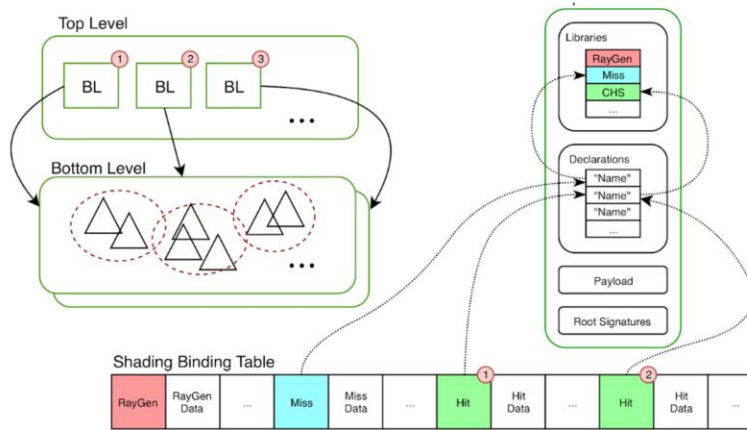 Top Level
1
2
3
BL
BL
BL
...
Bottom Level
...
Libraries
RayGen
Miss
CHS
...
Declarations
"Name"
"Name"
"Name"
...
Payload
Root Signatures
Shading Binding Table
1
2
RayGen
RayGen
Data
...
Miss
Miss
Data
...
Hit
Hit
Data
...
Hit
Hit
Data
...